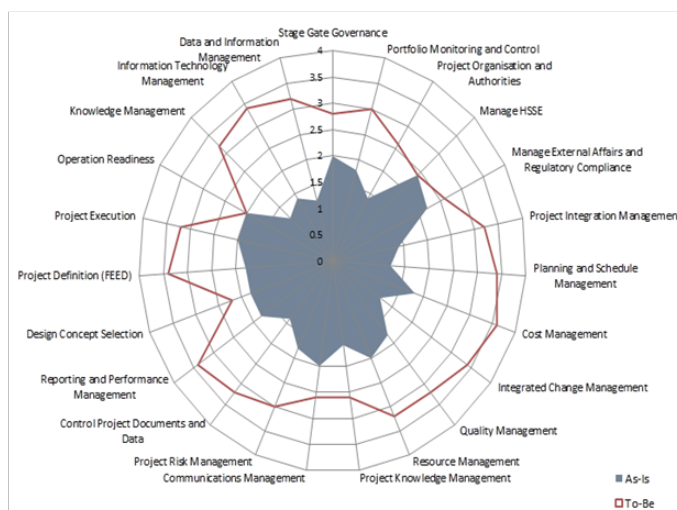 Stage Gate Governance
Data and Information
Management
4
Portfolio Monitoring and Control
Information Technology
Management
3.5
Project Organisation and
Authorities
Knowledge Management
3
Manage HSSE
2.5
Operation Readiness
2
Manage External Affairs and
Regulatory Compliance
1.5
Project Execution
1
Project Integration Management
0.5
Project Definition (FEED)
0
Planning and Schedule
Management
Design Concept Selection
Cost Management
Reporting and Performance
Management
Integrated Change Management
Control Project Documents and
Data
Quality Management
Project Risk Management
Resource Management
Communications Management
Project Knowledge Management
As-Is
To-Be